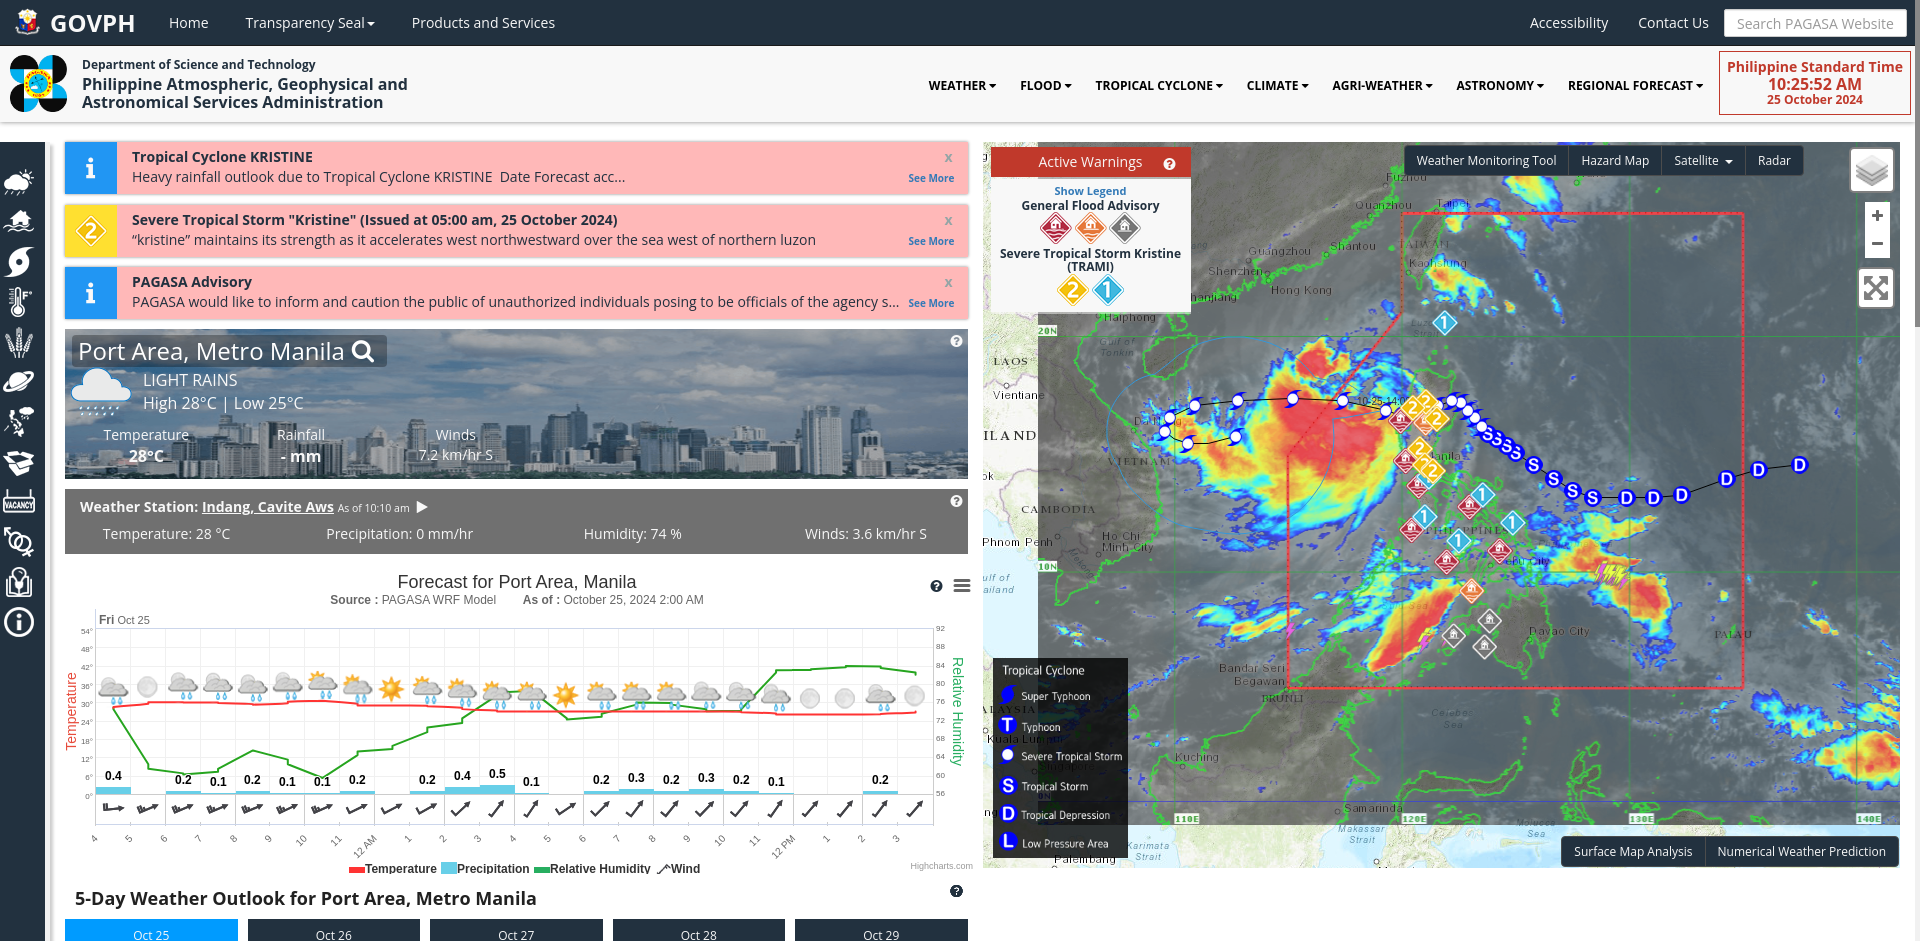 GOVPH
Home
Transparency Seal
Products and Services
Accessibility
Contact Us
Search PAGASA Website
Department of Science and Technology
Philippine Atmospheric, Geophysical and
Astronomical Services Administration
WEATHER
FLOOD
TROPICAL CYCLONE
CLIMATE
AGRI-WEATHER
ASTRONOMY
REGIONAL FORECAST
Philippine Standard Time
10:25:52 AM
25 October 2024
Tropical Cyclone KRISTINE
x
Heavy rainfall outlook due to Tropical Cyclone KRISTINE Date Forecast acc...
See More
2
Severe Tropical Storm "Kristine" (Issued at 05:00 am, 25 October 2024)
x
“kristine” maintains its strength as it accelerates west northwestward over the sea west of northern luzon
See More
PAGASA Advisory
x
PAGASA would like to inform and caution the public of unauthorized individuals posing to be officials of the agency s...
See More
VACANCY
Port Area, Metro Manila
LIGHT RAINS
High 28°C | Low 25°C
Temperature
28°C
Rainfall
- mm
Winds
7.2 km/hr S
Weather Station: Indang, Cavite Aws As of 10:10 am
Temperature: 28 °C
Precipitation: 0 mm/hr
Humidity: 74 %
Winds: 3.6 km/hr S
Forecast for Port Area, Manila
Source : PAGASA WRF Model As of : October 25, 2024 2:00 AM
Fri Oct 25
54°
48°
42°
36°
30°
24°
18°
12°
6°
0°
Temperature
92
88
84
80
76
72
68
64
60
56
Relative Humidity
0.4 0.2 0.1 0.2 0.1 0.1 0.2 0.2 0.4 0.5 0.1 0.2 0.3 0.2 0.3 0.2 0.1 0.2
4 5 6 7 8 9 10 11 12 AM 1 2 3 4 5 6 7 8 9 10 11 12 PM 1 2 3
Temperature Precipitation Relative Humidity Wind
Highcharts.com
5-Day Weather Outlook for Port Area, Metro Manila
Oct 25
Oct 26
Oct 27
Oct 28
Oct 29
Active Warnings
Show Legend
General Flood Advisory
Severe Tropical Storm Kristine
(TRAMI)
2 1
Weather Monitoring Tool
Hazard Map
Satellite
Radar
+
−
Fuzhou
Quanzhou
Taipei
TAIWAN
Guangzhou
Shantou
Kaohsiung
Shenzhen
Hong Kong
Zhanjiang
Haiphong
Gulf of
Tonkin
20N
LAOS
Vientiane
VIETNAM
CAMBODIA
Phnom Penh
Ho Chi
Minh City
10N
Manila
PHILIPPINES
Cebu City
Davao City
PALAU
Bandar Seri
Begawan
BRUNEI
Celebes
Sea
Kuching
Samarinda
Makassar
Strait
Karimata
Strait
Palembang
110E
120E
130E
140E
Tropical Cyclone
Super Typhoon
T Typhoon
Severe Tropical Storm
S Tropical Storm
D Tropical Depression
L Low Pressure Area
Surface Map Analysis
Numerical Weather Prediction